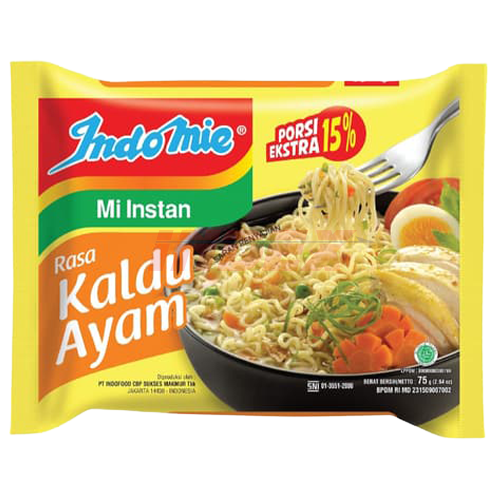 Indomie®
PORSI
EKSTRA 15%
Mi Instan
Rasa
Kaldu
Ayam
Diproduksi oleh :
PT INDOFOOD CBP SUKSES MAKMUR Tbk
JAKARTA 14430 - INDONESIA
SNI 01-3551-2000
BERAT BERSIH/NETTO : 75 g (2.64 oz)
BPOM RI MD 231509007002